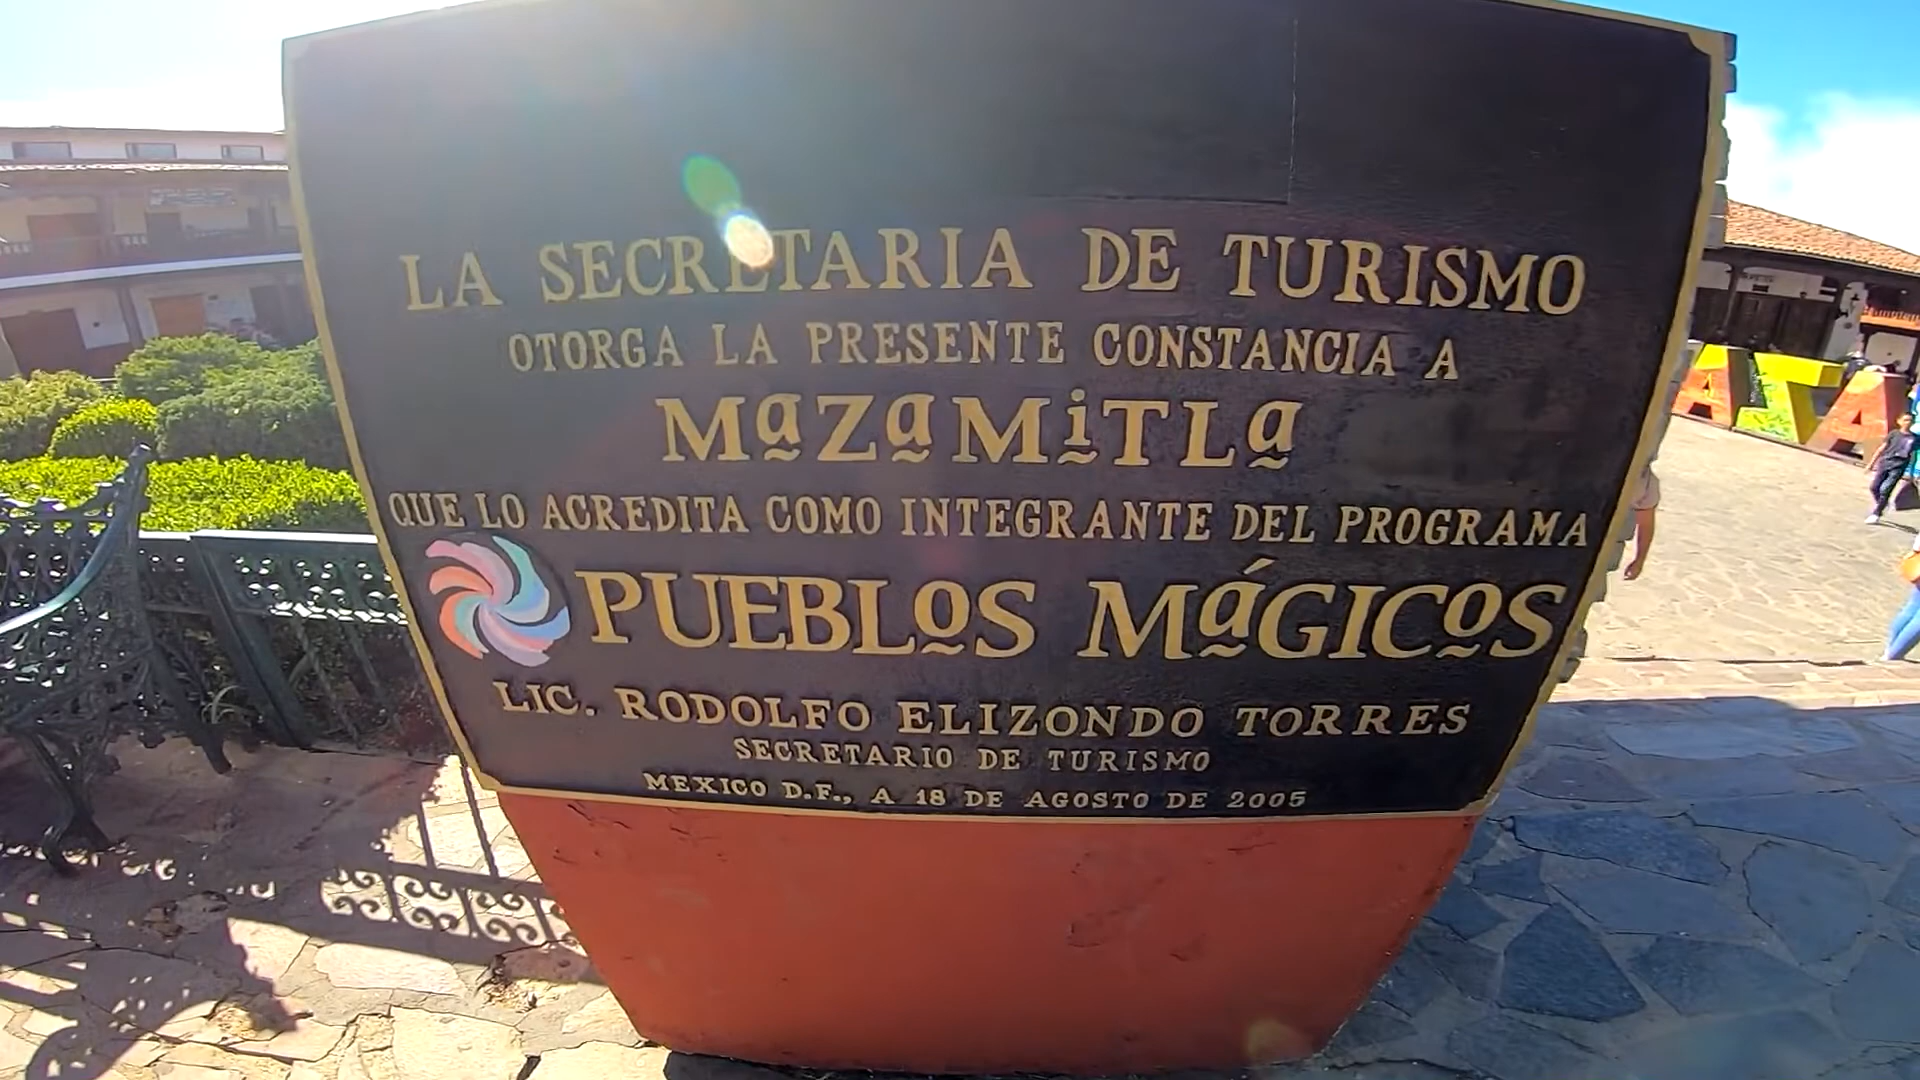 LA SECRETARIA DE TURISMO
OTORGA LA PRESENTE CONSTANCIA A
MaZaMiTLa
QUE LO ACREDITA COMO INTEGRANTE DEL PROGRAMA
PUEBLoS MáGICoS
LIC. RODOLFO ELIZONDO TORRES
SECRETARIO DE TURISMO
MEXICO D.F., A 18 DE AGOSTO DE 2005
ATA